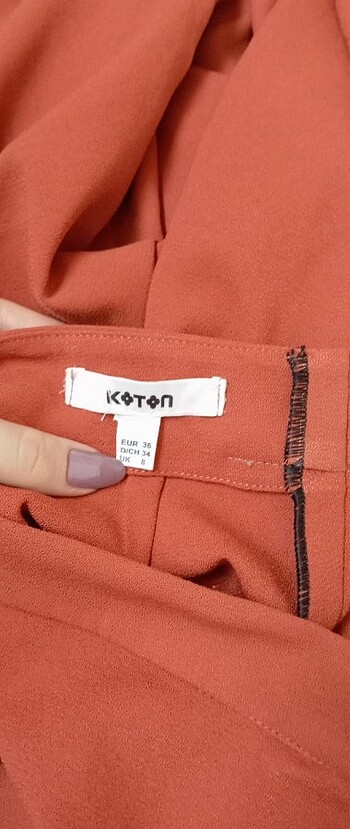 KOTON
EUR 36
D/CH 34
UK 8